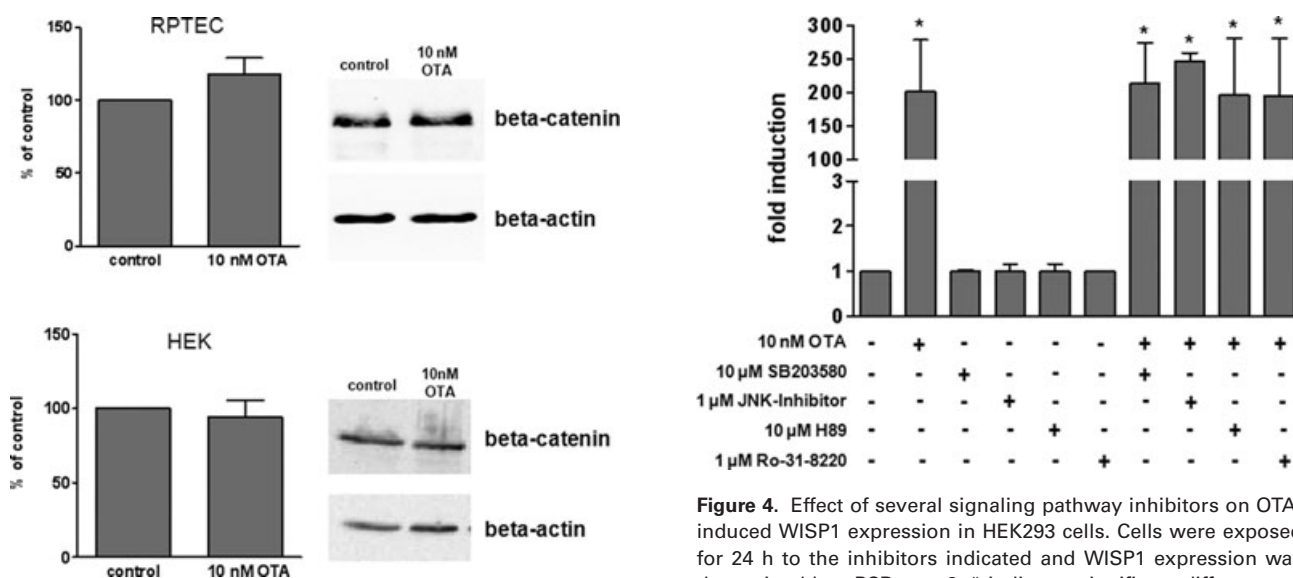 RPTEC
% of control
150
100
50
0
control
10 nM OTA
control
10 nM
OTA
beta-catenin
beta-actin
HEK
% of control
150
100
50
0
control
10 nM OTA
control
10nM
OTA
beta-catenin
beta-actin
fold induction
300
250
200
150
100
3
2
1
0
* * * * *
10 nM OTA - + - - - - + + + +
10 µM SB203580 - - + - - - + - - -
1 µM JNK-Inhibitor - - - + - - - + - -
10 µM H89 - - - - + - - - + -
1 µM Ro-31-8220 - - - - - + - - - +
Figure 4. Effect of several signaling pathway inhibitors on OTA
induced WISP1 expression in HEK293 cells. Cells were exposed
for 24 h to the inhibitors indicated and WISP1 expression wa